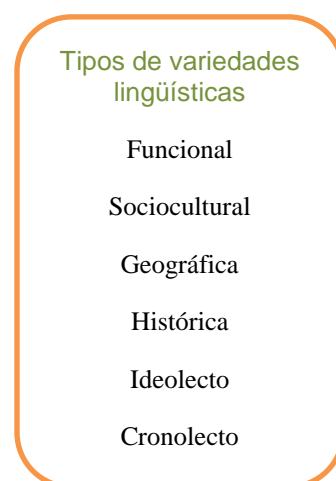 Tipos de variedades
lingüísticas
Funcional
Sociocultural
Geográfica
Histórica
Ideolecto
Cronolecto